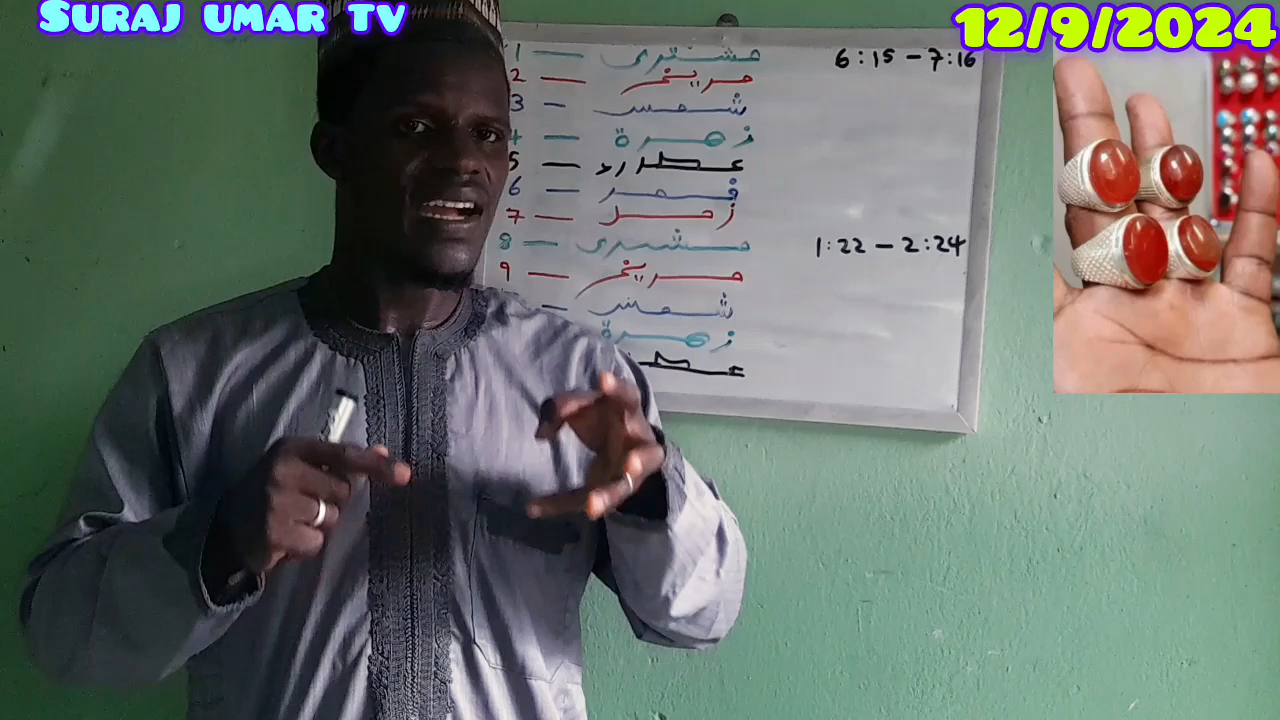 SURAJ UMAR TV
12/9/2024
1 — مشتری 6:15 – 7:16
2 — مریخ
3 – شمس
4 — زهرة
5 — عطارد
6 – قمر
7 — زحل
8 — مشتری 1:22 – 2:24
9 — مریخ
– شمس
زهرة